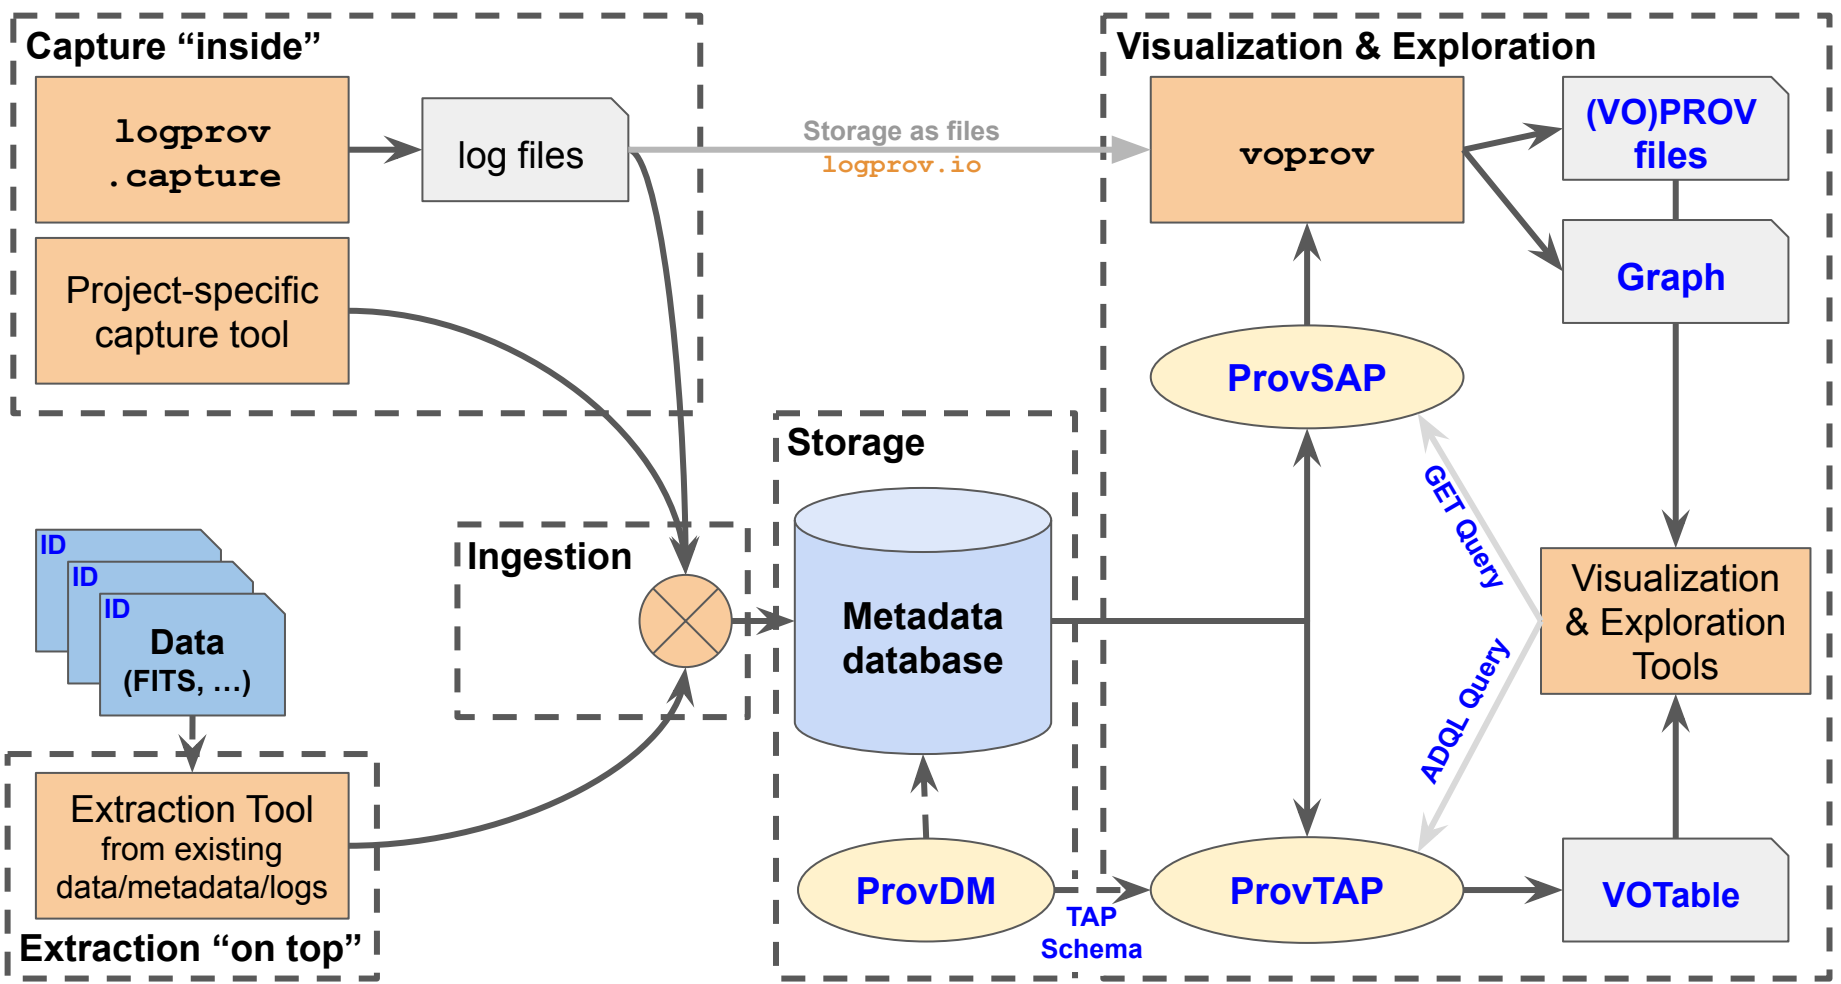 Capture “inside”
logprov
.capture
log files
Project-specific
capture tool
Storage as files
logprov.io
Visualization & Exploration
voprov
(VO)PROV
files
Graph
ProvSAP
GET Query
ADQL Query
Visualization
& Exploration
Tools
ID
ID
ID
Data
(FITS, …)
Ingestion
Storage
Metadata
database
Extraction Tool
from existing
data/metadata/logs
Extraction “on top”
ProvDM
TAP
Schema
ProvTAP
VOTable